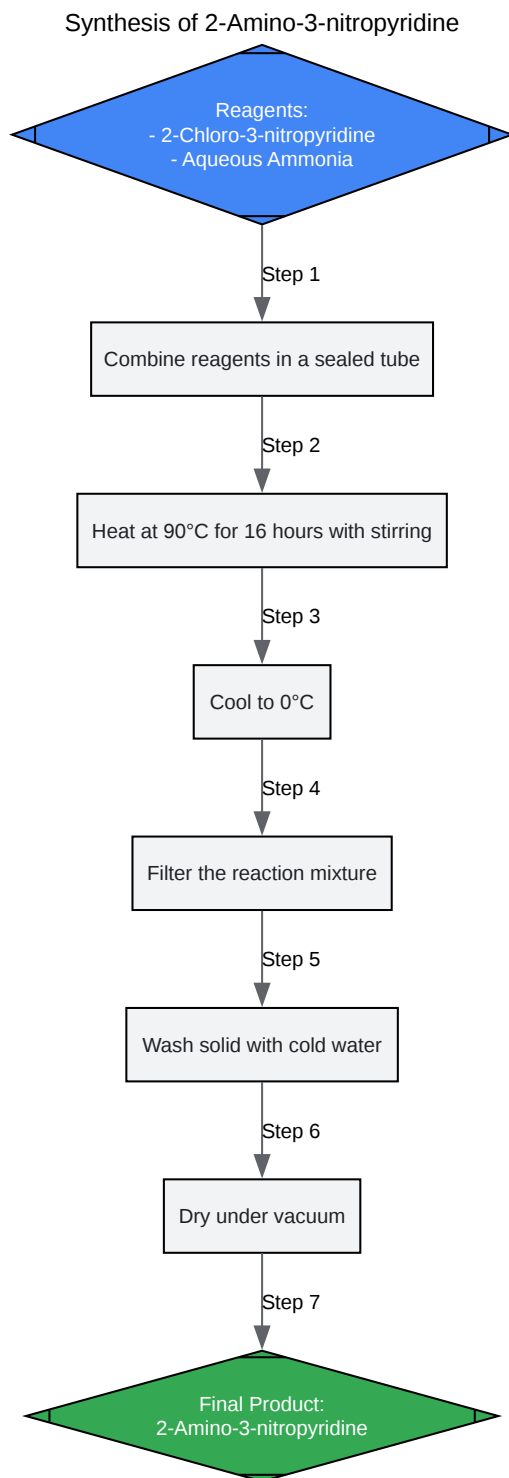 Synthesis of 2-Amino-3-nitropyridine
Reagents:
- 2-Chloro-3-nitropyridine
- Aqueous Ammonia
Step 1
Combine reagents in a sealed tube
Step 2
Heat at 90°C for 16 hours with stirring
Step 3
Cool to 0°C
Step 4
Filter the reaction mixture
Step 5
Wash solid with cold water
Step 6
Dry under vacuum
Step 7
Final Product:
2-Amino-3-nitropyridine